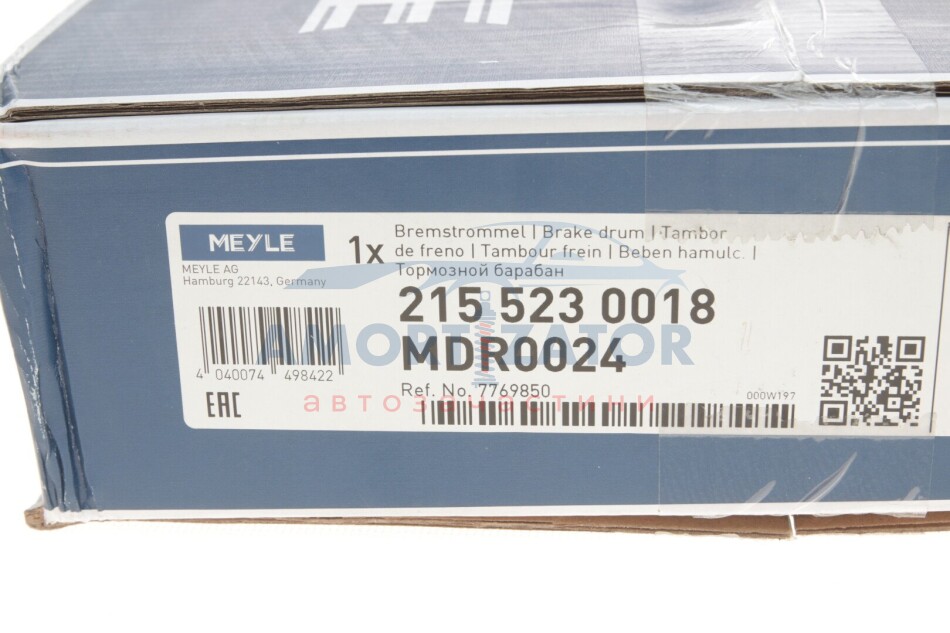 MEYLE
MEYLE AG
Hamburg 22143, Germany
1x
Bremstrommel | Brake drum | Tambor
de freno | Tambour frein | Beben hamulc. |
Тормозной барабан
215 523 0018
MDR0024
Ref. No. 7769850
4 040074 498422
EAC
000W197
AMORTIZATOR
автозапчастини